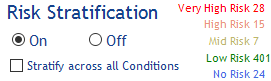 Risk Stratification
On
Off
Stratify across all Conditions
Very High Risk 28
High Risk 15
Mid Risk 7
Low Risk 401
No Risk 24